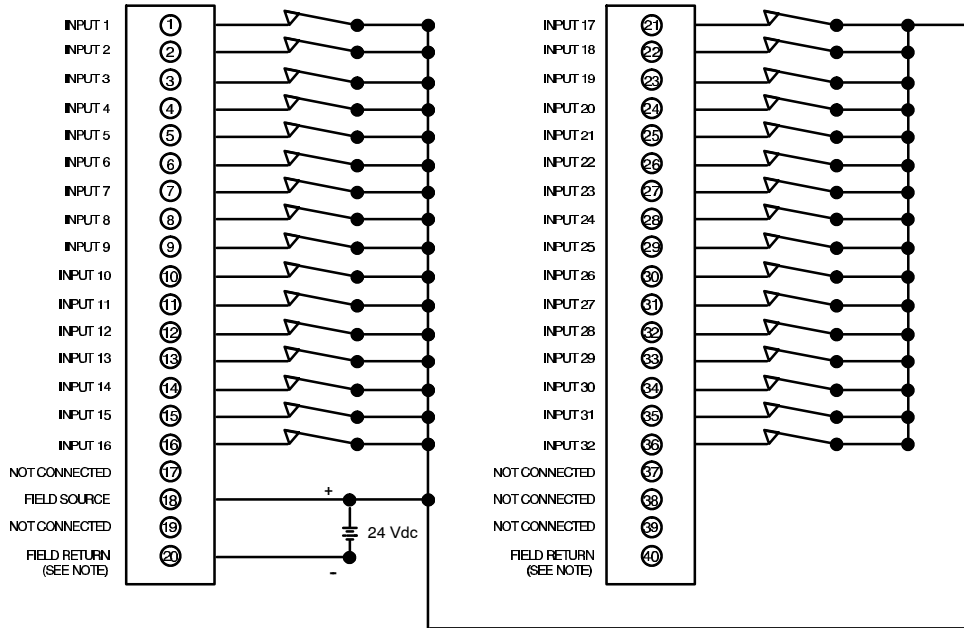 INPUT 1 1
INPUT 2 2
INPUT 3 3
INPUT 4 4
INPUT 5 5
INPUT 6 6
INPUT 7 7
INPUT 8 8
INPUT 9 9
INPUT 10 10
INPUT 11 11
INPUT 12 12
INPUT 13 13
INPUT 14 14
INPUT 15 15
INPUT 16 16
NOT CONNECTED 17
FIELD SOURCE 18
NOT CONNECTED 19
FIELD RETURN 20
(SEE NOTE)
+
24 Vdc
-
INPUT 17 21
INPUT 18 22
INPUT 19 23
INPUT 20 24
INPUT 21 25
INPUT 22 26
INPUT 23 27
INPUT 24 28
INPUT 25 29
INPUT 26 30
INPUT 27 31
INPUT 28 32
INPUT 29 33
INPUT 30 34
INPUT 31 35
INPUT 32 36
NOT CONNECTED 37
NOT CONNECTED 38
NOT CONNECTED 39
FIELD RETURN 40
(SEE NOTE)